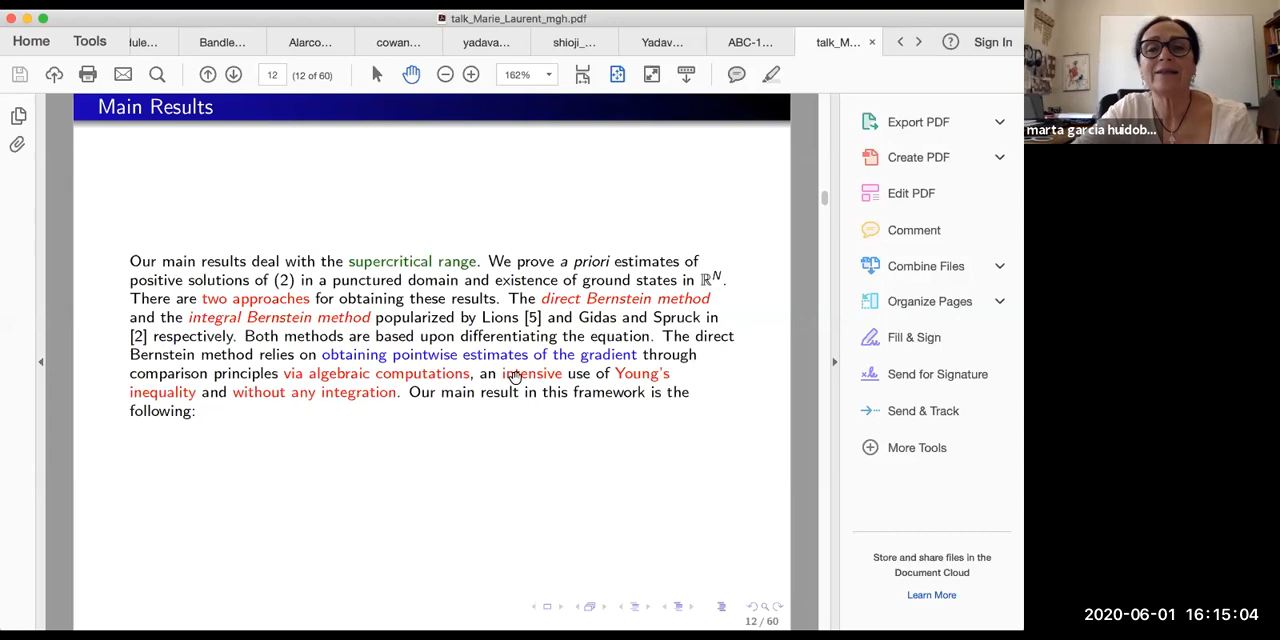 talk_Marie_Laurent_mgh.pdf
Home Tools dule... Bandle... Alarco... cowan... yadava... shioji_... Yadav... ABC-1... talk_M... × Sign In
12 (12 of 60) 162%
Main Results
Our main results deal with the supercritical range. We prove a priori estimates of
positive solutions of (2) in a punctured domain and existence of ground states in ℝᴺ.
There are two approaches for obtaining these results. The direct Bernstein method
and the integral Bernstein method popularized by Lions [5] and Gidas and Spruck in
[2] respectively. Both methods are based upon differentiating the equation. The direct
Bernstein method relies on obtaining pointwise estimates of the gradient through
comparison principles via algebraic computations, an intensive use of Young's
inequality and without any integration. Our main result in this framework is the
following:
12 / 60
Export PDF
Create PDF
Edit PDF
Comment
Combine Files
Organize Pages
Fill & Sign
Send for Signature
Send & Track
More Tools
Store and share files in the
Document Cloud
Learn More
marta garcia huidob...
2020-06-01 16:15:04